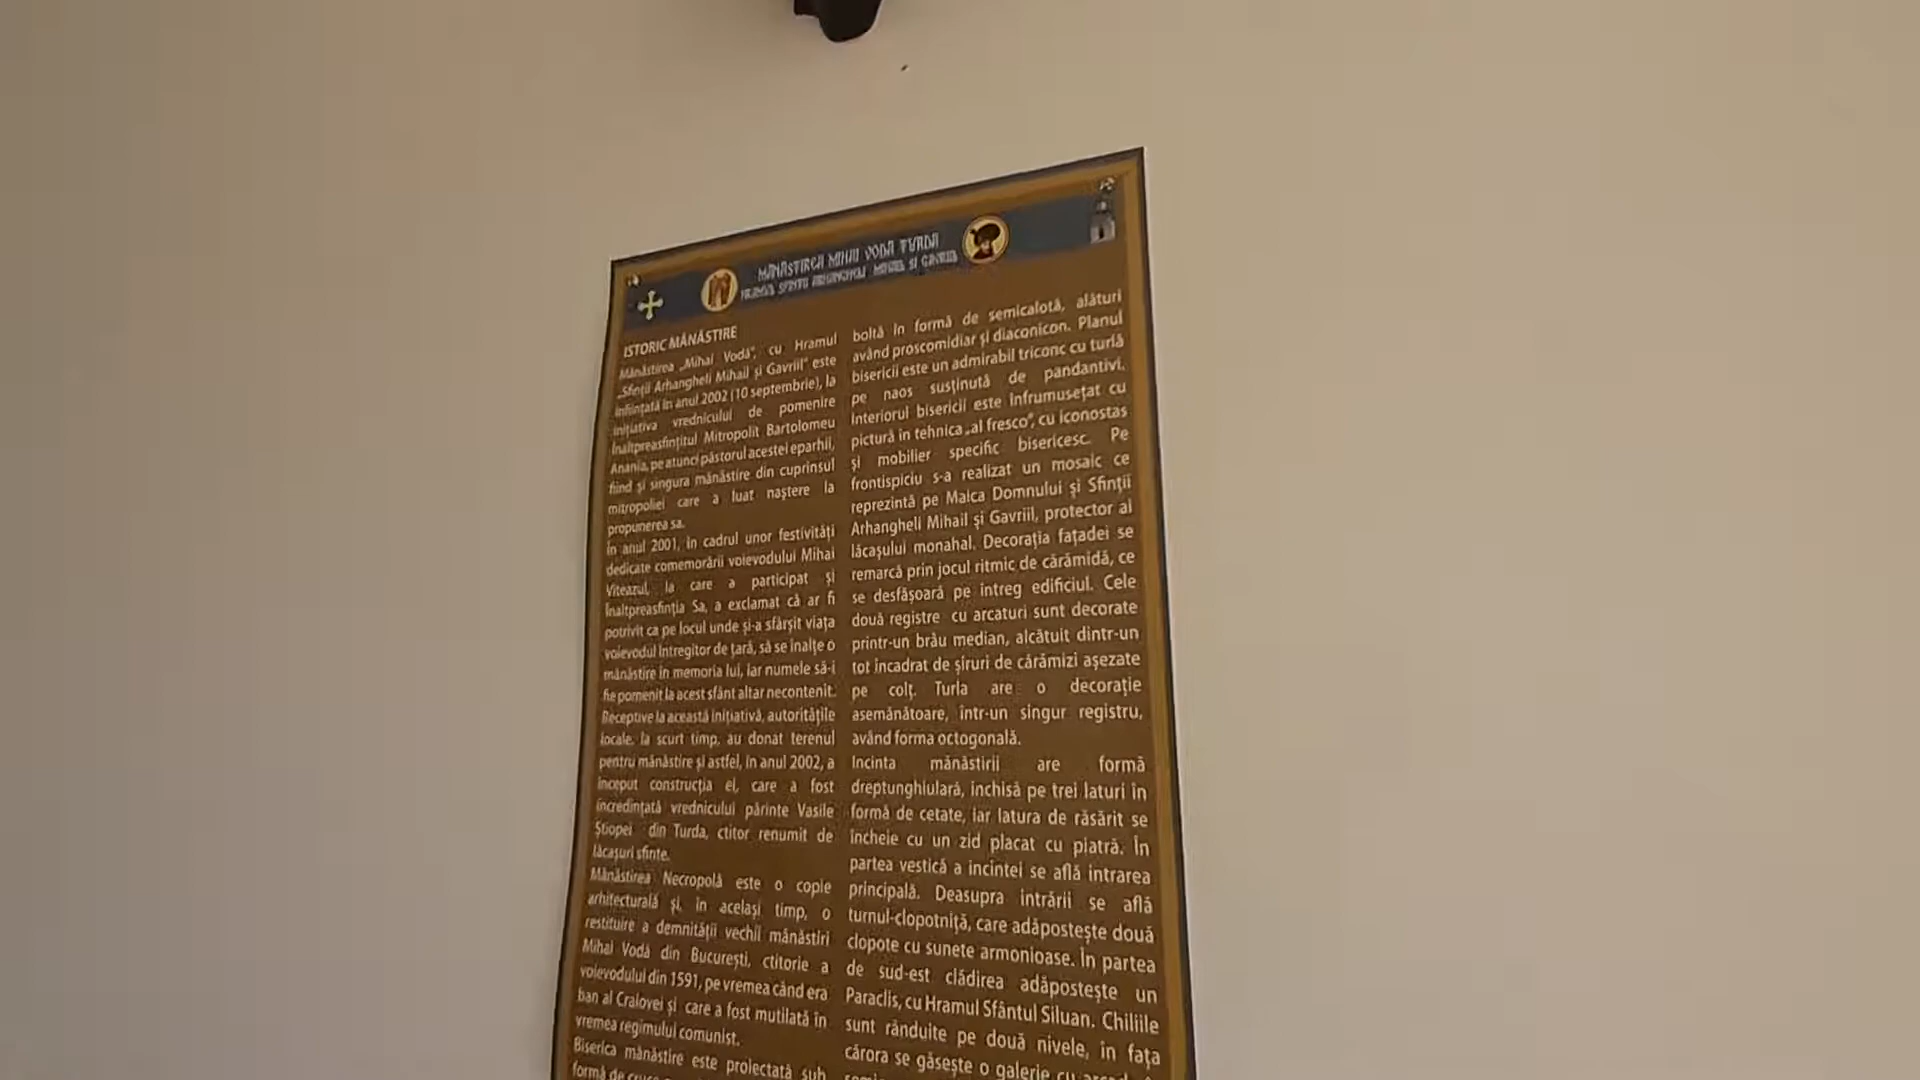 MĂNĂSTIREA MIHAI VODĂ TURDA
HRAMUL SFINȚII ARHANGHELI MIHAIL ȘI GAVRIIL
ISTORIC MĂNĂSTIRE
Mănăstirea „Mihai Vodă”, cu Hramul
„Sfinții Arhangheli Mihail și Gavriil” este
înființată în anul 2002 (10 septembrie), la
inițiativa vrednicului de pomenire
Înaltpreasfințitul Mitropolit Bartolomeu
Anania, pe atunci păstorul acestei eparhii,
fiind și singura mănăstire din cuprinsul
mitropoliei care a luat naștere la
propunerea sa.
În anul 2001, în cadrul unor festivități
dedicate comemorării voievodului Mihai
Viteazul, la care a participat și
Înaltpreasfinția Sa, a exclamat că ar fi
potrivit ca pe locul unde și-a sfârșit viața
voievodul întregitor de țară, să se înalțe o
mănăstire în memoria lui, iar numele să-i
fie pomenit la acest sfânt altar necontenit.
Receptive la această inițiativă, autoritățile
locale, la scurt timp, au donat terenul
pentru mănăstire și astfel, în anul 2002, a
început construcția ei, care a fost
încredințată vrednicului părinte Vasile
Știopei din Turda, ctitor renumit de
lăcașuri sfinte.
Mănăstirea Necropolă este o copie
arhitecturală și, în același timp, o
restituire a demnității vechii mănăstiri
Mihai Vodă din București, ctitorie a
voievodului din 1591, pe vremea când era
ban al Craiovei și care a fost mutilată în
vremea regimului comunist.
Biserica mănăstire este proiectată sub
formă de cruce
boltă în formă de semicalotă, alături
având proscomidiar și diaconicon. Planul
bisericii este un admirabil triconc cu turlă
pe naos susținută de pandantivi.
Interiorul bisericii este înfrumusețat cu
pictură în tehnica „al fresco”, cu iconostas
și mobilier specific bisericesc. Pe
frontispiciu s-a realizat un mosaic ce
reprezintă pe Maica Domnului și Sfinții
Arhangheli Mihail și Gavriil, protector al
lăcașului monahal. Decorația fațadei se
remarcă prin jocul ritmic de cărămidă, ce
se desfășoară pe întreg edificiul. Cele
două registre cu arcaturi sunt decorate
printr-un brâu median, alcătuit dintr-un
tot încadrat de șiruri de cărămizi așezate
pe colț. Turla are o decorație
asemănătoare, într-un singur registru,
având forma octogonală.
Incinta mănăstirii are formă
dreptunghiulară, închisă pe trei laturi în
formă de cetate, iar latura de răsărit se
încheie cu un zid placat cu piatră. În
partea vestică a incintei se află intrarea
principală. Deasupra intrării se află
turnul-clopotniță, care adăpostește două
clopote cu sunete armonioase. În partea
de sud-est clădirea adăpostește un
Paraclis, cu Hramul Sfântul Siluan. Chiliile
sunt rânduite pe două nivele, în fața
cărora se găsește o galerie cu